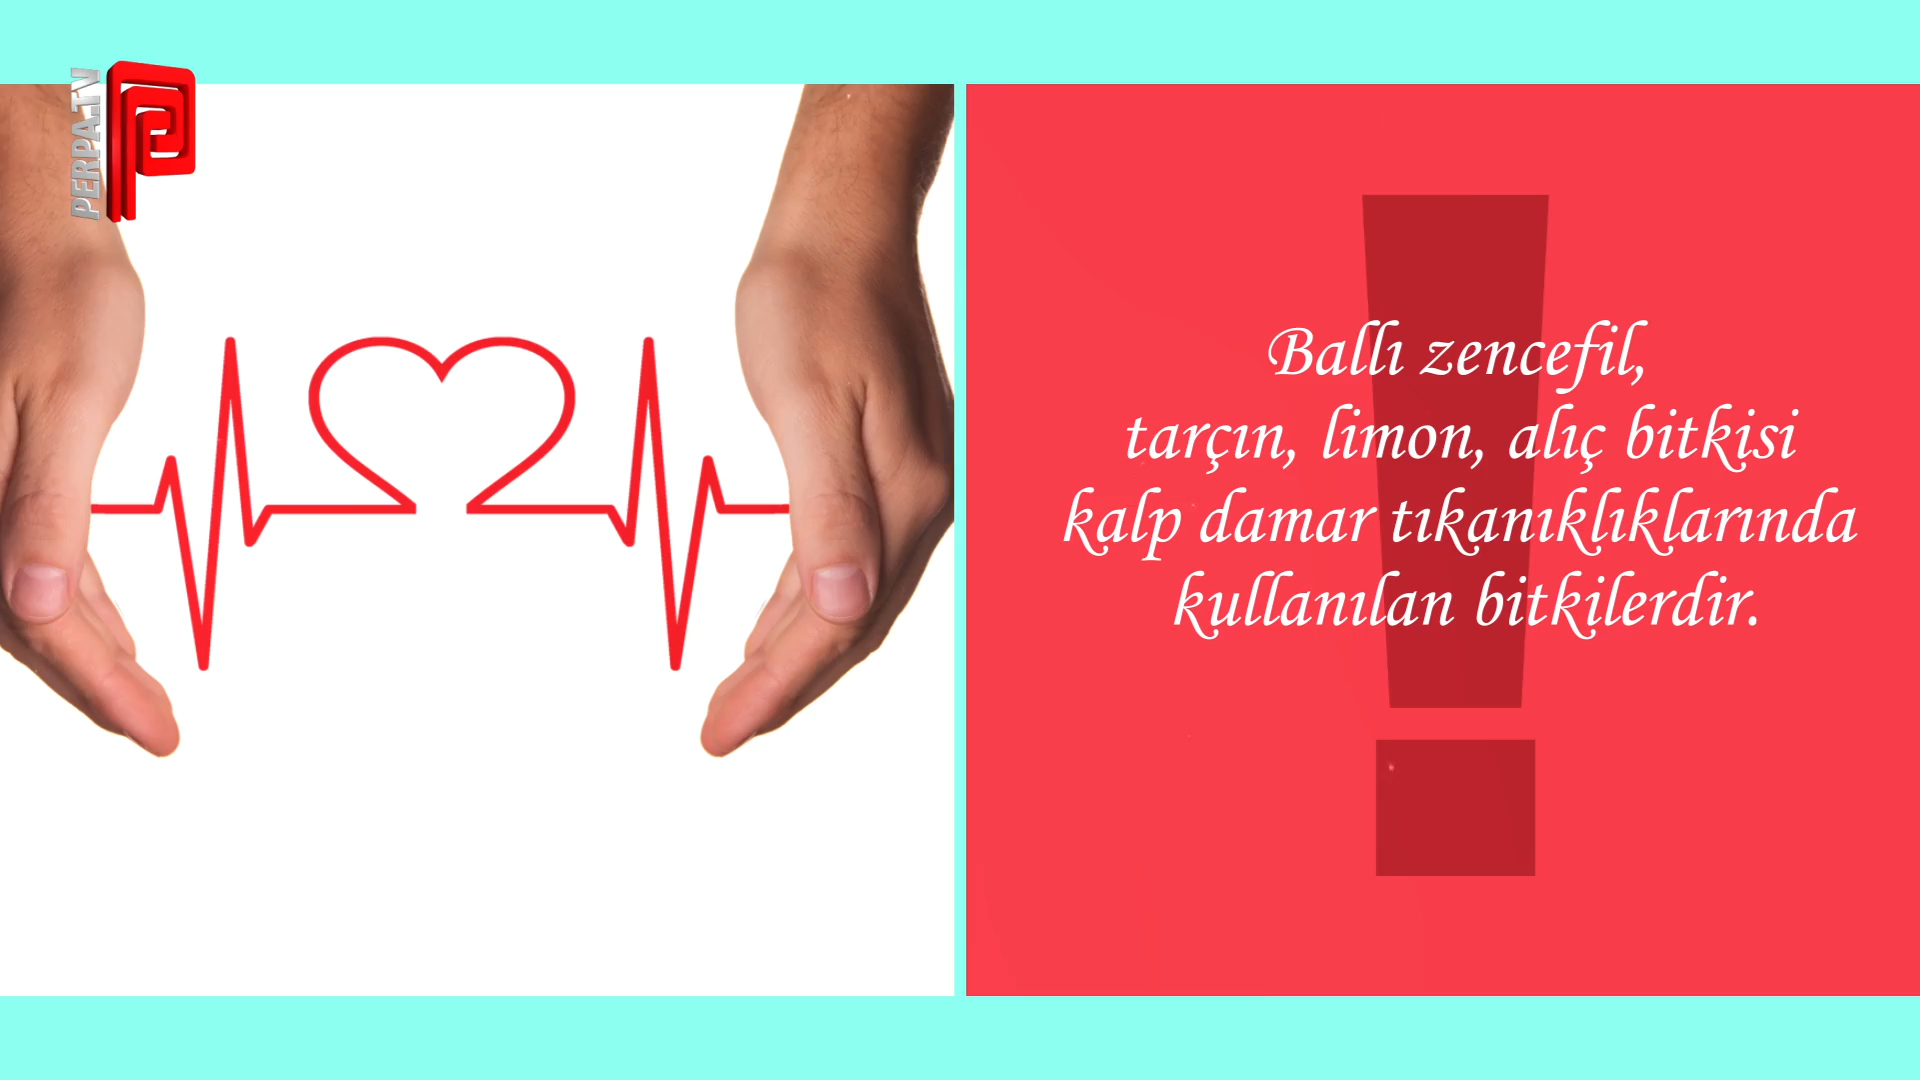 PERPA.TV
Ballı zencefil,
tarçın, limon, alıç bitkisi
kalp damar tıkanıklıklarında
kullanılan bitkilerdir.